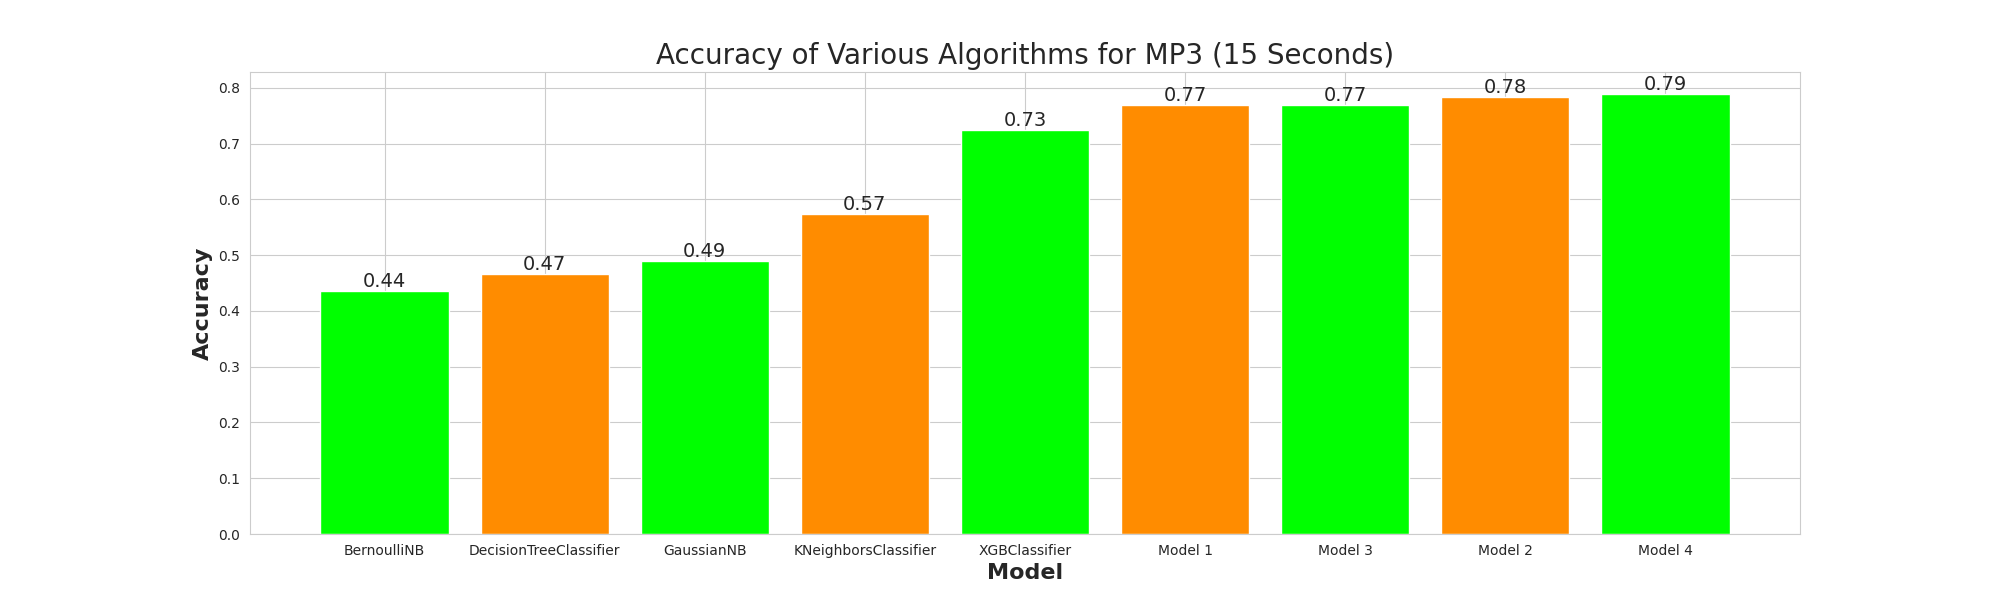 Accuracy of Various Algorithms for MP3 (15 Seconds)
Accuracy
0.8
0.7
0.6
0.5
0.4
0.3
0.2
0.1
0.0
0.44
0.47
0.49
0.57
0.73
0.77
0.77
0.78
0.79
BernoulliNB
DecisionTreeClassifier
GaussianNB
KNeighborsClassifier
XGBClassifier
Model 1
Model 3
Model 2
Model 4
Model